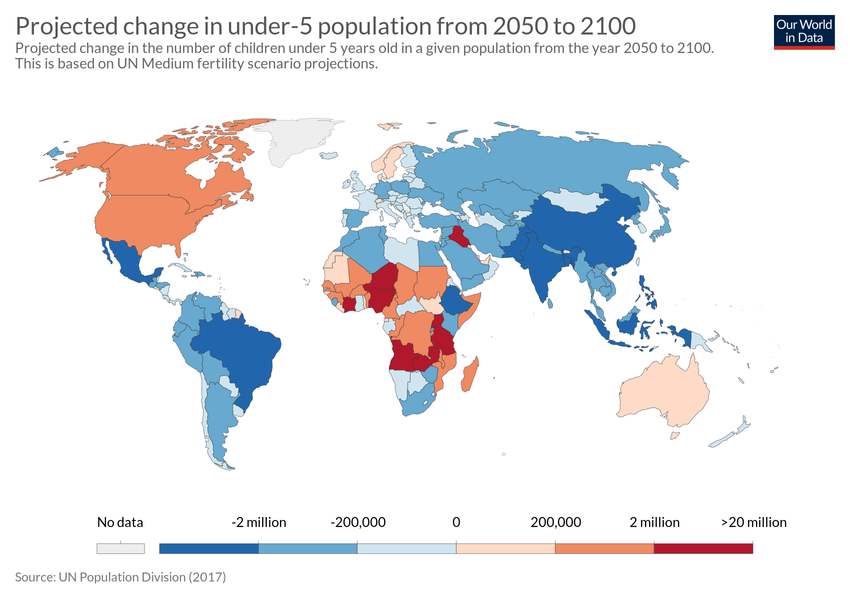 Projected change in under-5 population from 2050 to 2100
Our World
in Data
Projected change in the number of children under 5 years old in a given population from the year 2050 to 2100.
This is based on UN Medium fertility scenario projections.
No data
-2 million
-200,000
0
200,000
2 million
>20 million
Source: UN Population Division (2017)